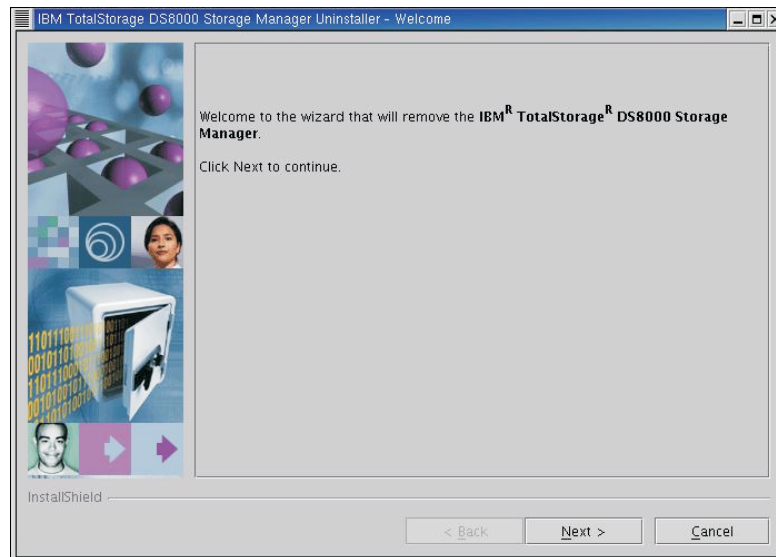 IBM TotalStorage DS8000 Storage Manager Uninstaller - Welcome
Welcome to the wizard that will remove the IBMR TotalStorageR DS8000 Storage
Manager.
Click Next to continue.
1101110
InstallShield
< Back
Next >
Cancel